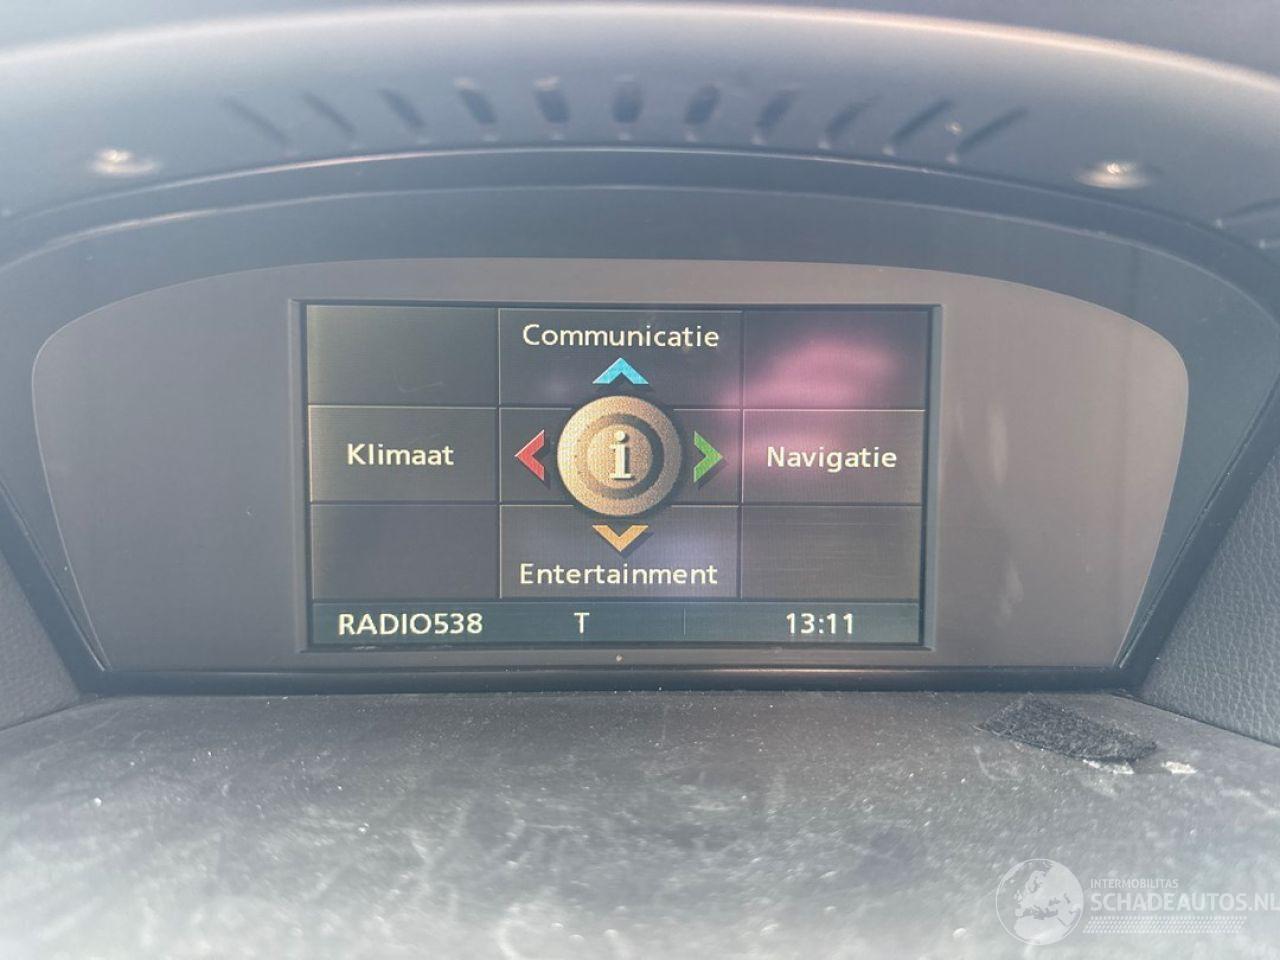 Communicatie
Klimaat
i
Navigatie
Entertainment
RADIO538 T 13:11
INTERMOBILITAS
SCHADEAUTOS.NL